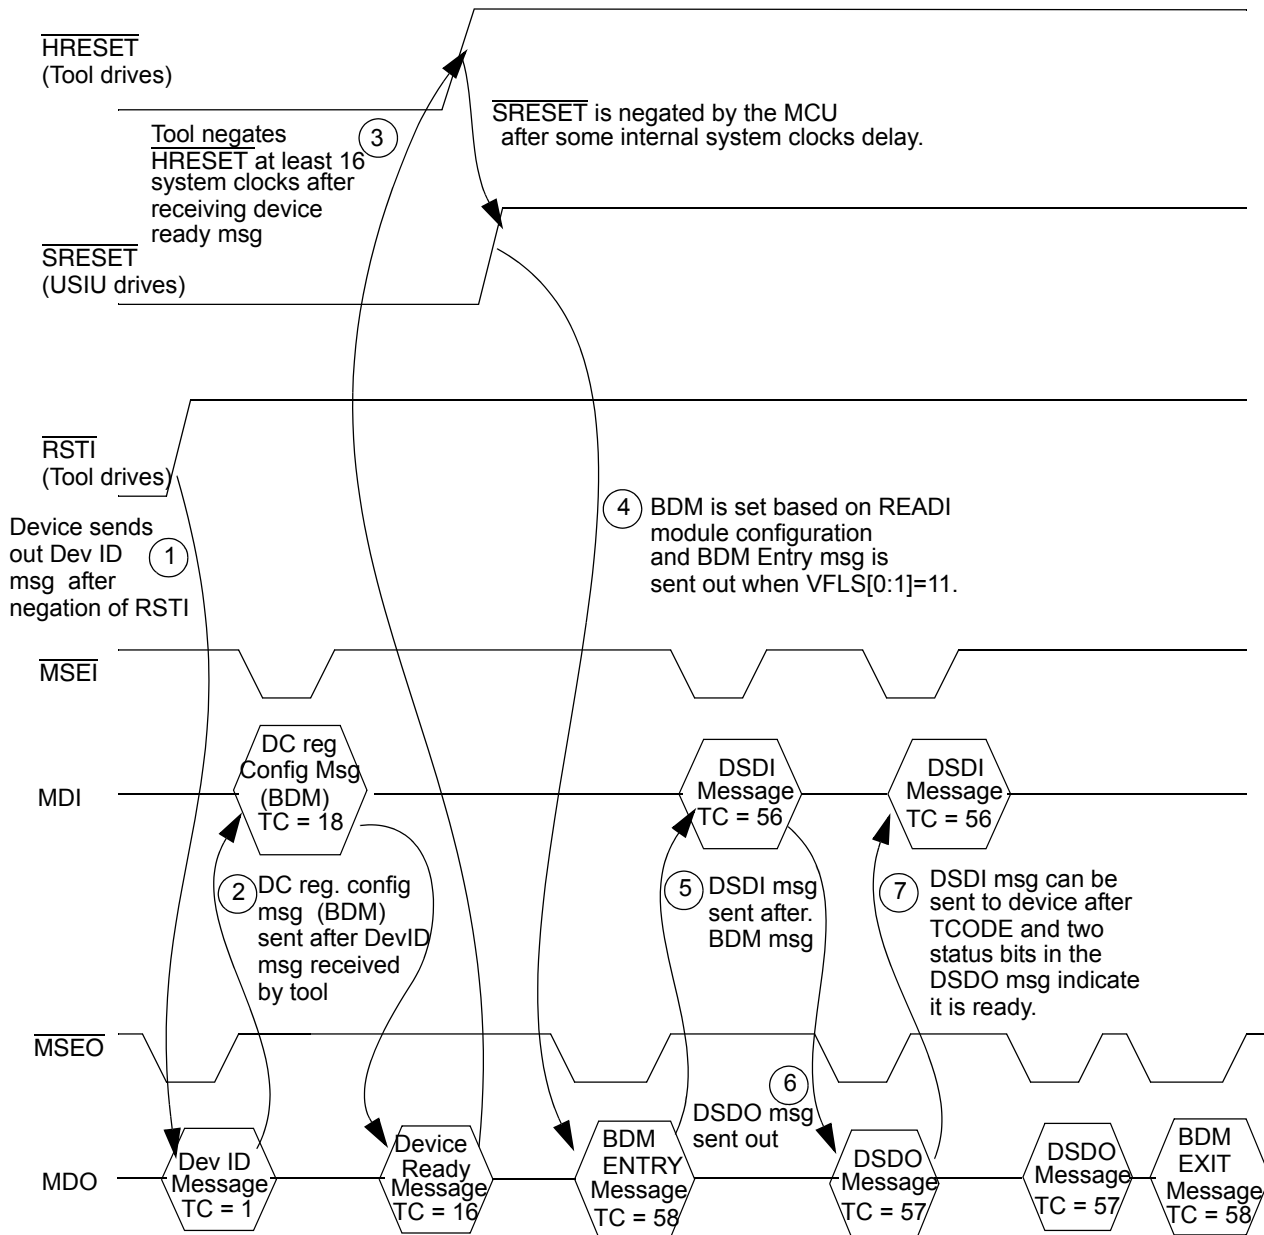 HRESET
(Tool drives)
Tool negates
HRESET at least 16
system clocks after
receiving device
ready msg
3
SRESET is negated by the MCU
after some internal system clocks delay.
SRESET
(USIU drives)
RSTI
(Tool drives)
Device sends
out Dev ID
msg after
negation of RSTI
1
4
BDM is set based on READI
module configuration
and BDM Entry msg is
sent out when VFLS[0:1]=11.
MSEI
MDI
DC reg
Config Msg
(BDM)
TC = 18
DSDI
Message
TC = 56
DSDI
Message
TC = 56
2
DC reg. config
msg (BDM)
sent after DevID
msg received
by tool
5
DSDI msg
sent after.
BDM msg
7
DSDI msg can be
sent to device after
TCODE and two
status bits in the
DSDO msg indicate
it is ready.
MSEO
6
DSDO msg
sent out
MDO
Dev ID
Message
TC = 1
Device
Ready
Message
TC = 16
BDM
ENTRY
Message
TC = 58
DSDO
Message
TC = 57
DSDO
Message
TC = 57
BDM
EXIT
Message
TC = 58